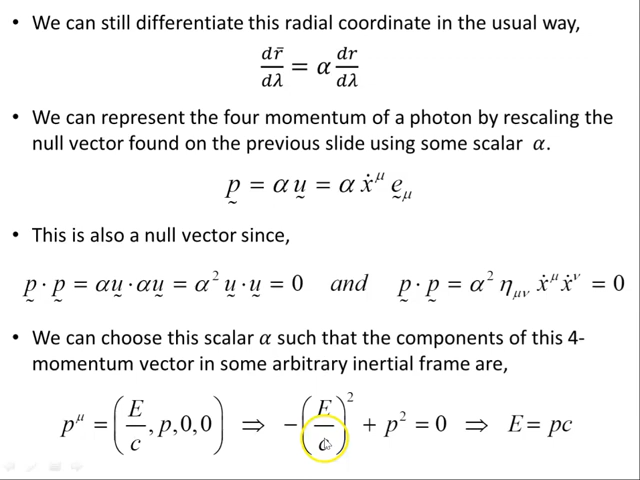 • We can still differentiate this radial coordinate in the usual way,
dr̄/dλ = α dr/dλ
• We can represent the four momentum of a photon by rescaling the
null vector found on the previous slide using some scalar α.
p̰ = α ṵ = α ẋ^μ ḛ_μ
• This is also a null vector since,
p̰ · p̰ = αṵ · αṵ = α² ṵ · ṵ = 0 and p̰ · p̰ = α² η_μν ẋ^μ ẋ^ν = 0
• We can choose this scalar α such that the components of this 4-
momentum vector in some arbitrary inertial frame are,
p^μ = (E/c, p, 0, 0) ⇒ −(E/c)² + p² = 0 ⇒ E = pc